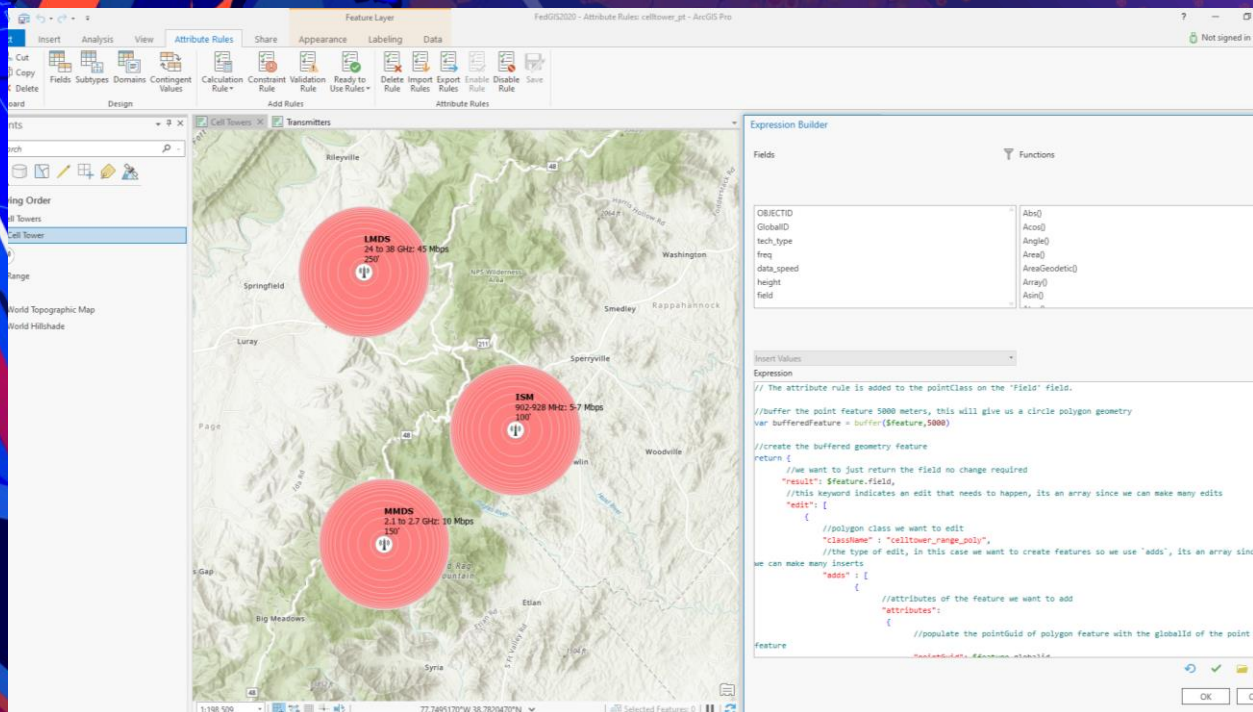 Feature Layer
FedGIS2020 - Attribute Rules: celltower_pt - ArcGIS Pro
?
Insert Analysis View Attribute Rules Share Appearance Labeling Data
Not signed in
Cut
Copy
Delete
Fields Subtypes Domains Contingent Values
Calculation Rule Constraint Rule Validation Rule Ready to Use Rules
Delete Rule Import Rules Export Rules Enable Rule Disable Rule Save
Design
Add Rules
Attribute Rules
Cell Towers
Transmitters
Cell Tower
World Topographic Map
World Hillshade
Rileyville
48
Harris Hollow Rd
LMDS
24 to 38 GHz: 45 Mbps
250'
Washington
NPS Wilderness Area
Springfield
Smedley
Rappahannock
Luray
211
Sperryville
ISM
902-928 MHz: 5-7 Mbps
100'
Page
48
Woodville
MMDS
2.1 to 2.7 GHz: 10 Mbps
150'
Etlan
Big Meadows
Syria
48
1:198,509
77.7495170°W 38.7820470°N
Selected Features: 0
Expression Builder
Fields
Functions
OBJECTID
GlobalID
tech_type
freq
data_speed
height
field
Abs()
Acos()
Angle()
Area()
AreaGeodetic()
Array()
Asin()
Insert Values
Expression
// The attribute rule is added to the pointClass on the 'Field' field.
//buffer the point feature 5000 meters, this will give us a circle polygon geometry
var bufferedFeature = buffer($feature,5000)
//create the buffered geometry feature
return {
//we want to just return the field no change required
"result": $feature.field,
//this keyword indicates an edit that needs to happen, its an array since we can make many edits
"edit": [
{
//polygon class we want to edit
"className" : "celltower_range_poly",
//the type of edit, in this case we want to create features so we use `adds`, its an array
we can make many inserts
"adds" : [
{
//attributes of the feature we want to add
"attributes":
{
//populate the pointGuid of polygon feature with the globalId of the point
feature
"pointGuid": $feature.globalid
OK